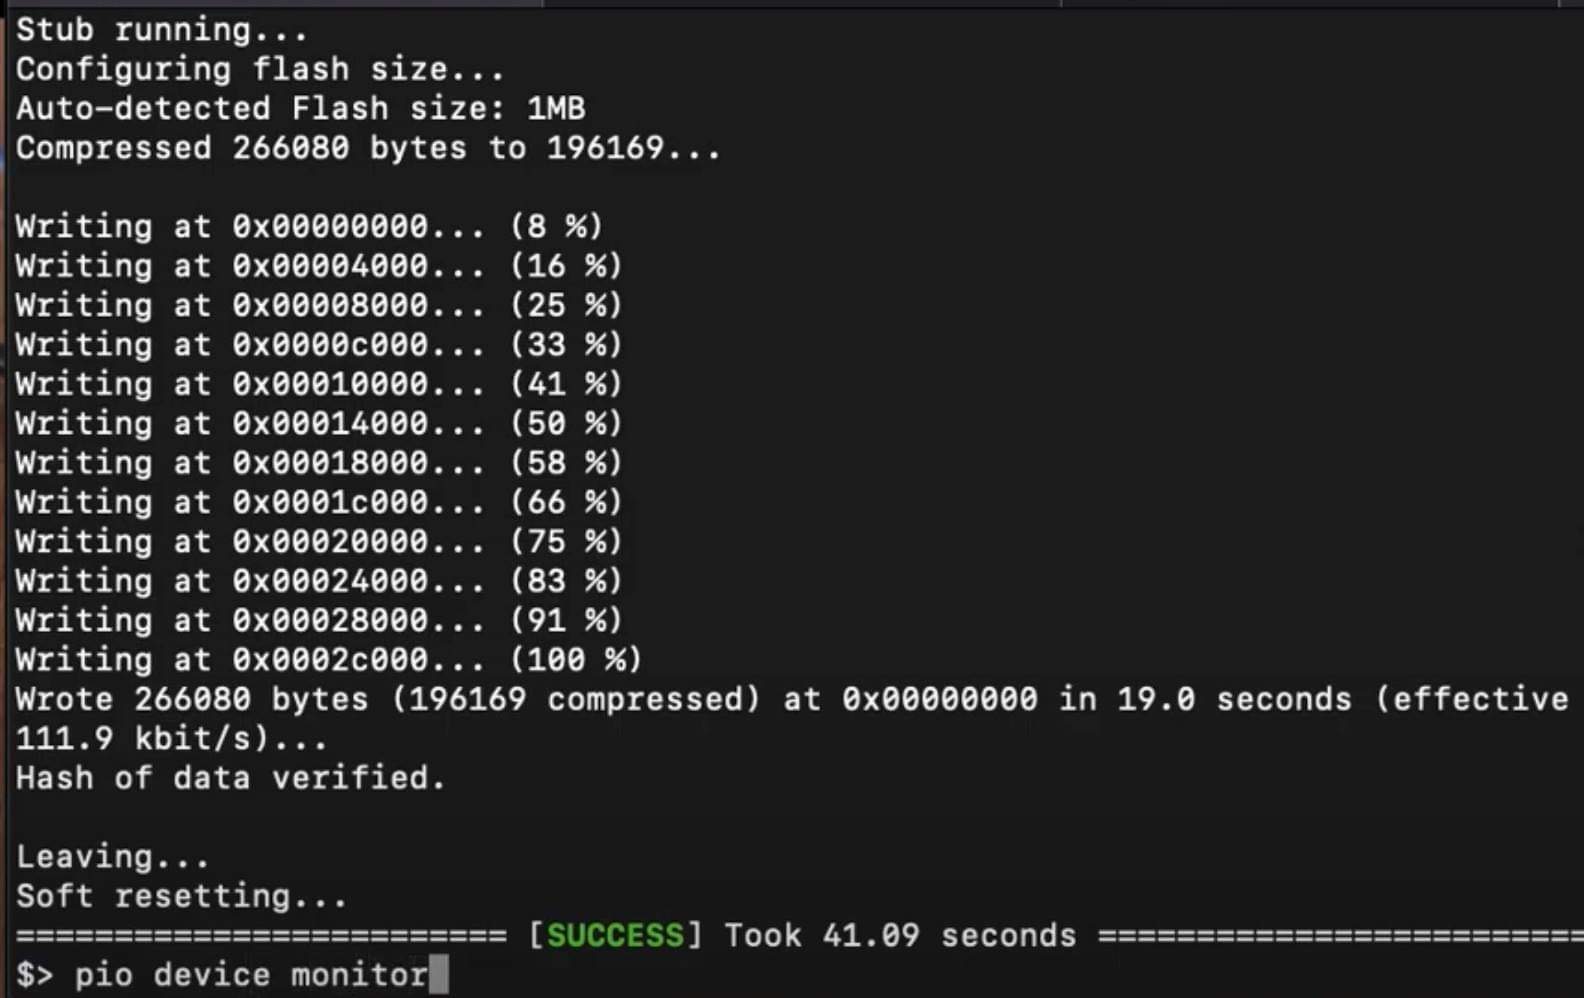 Stub running...
Configuring flash size...
Auto-detected Flash size: 1MB
Compressed 266080 bytes to 196169...
Writing at 0x00000000... (8 %)
Writing at 0x00004000... (16 %)
Writing at 0x00008000... (25 %)
Writing at 0x0000c000... (33 %)
Writing at 0x00010000... (41 %)
Writing at 0x00014000... (50 %)
Writing at 0x00018000... (58 %)
Writing at 0x0001c000... (66 %)
Writing at 0x00020000... (75 %)
Writing at 0x00024000... (83 %)
Writing at 0x00028000... (91 %)
Writing at 0x0002c000... (100 %)
Wrote 266080 bytes (196169 compressed) at 0x00000000 in 19.0 seconds (effective
111.9 kbit/s)...
Hash of data verified.
Leaving...
Soft resetting...
========================= [SUCCESS] Took 41.09 seconds =========================
$> pio device monitor